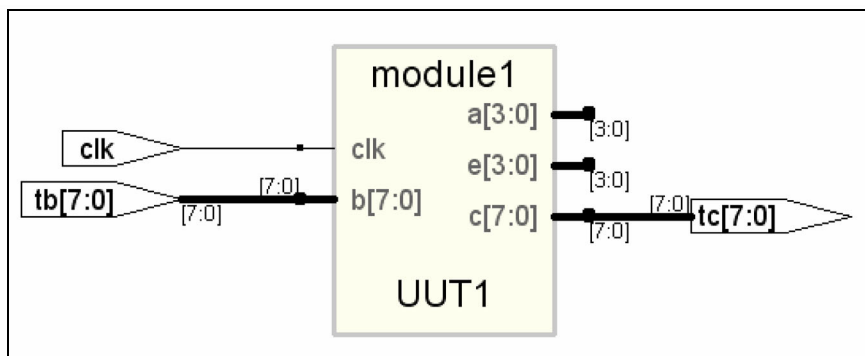 module1
a[3:0]
[3:0]
clk
clk
e[3:0]
[3:0]
tb[7:0]
[7:0]
[7:0]
b[7:0]
c[7:0]
[7:0]
[7:0]
tc[7:0]
UUT1